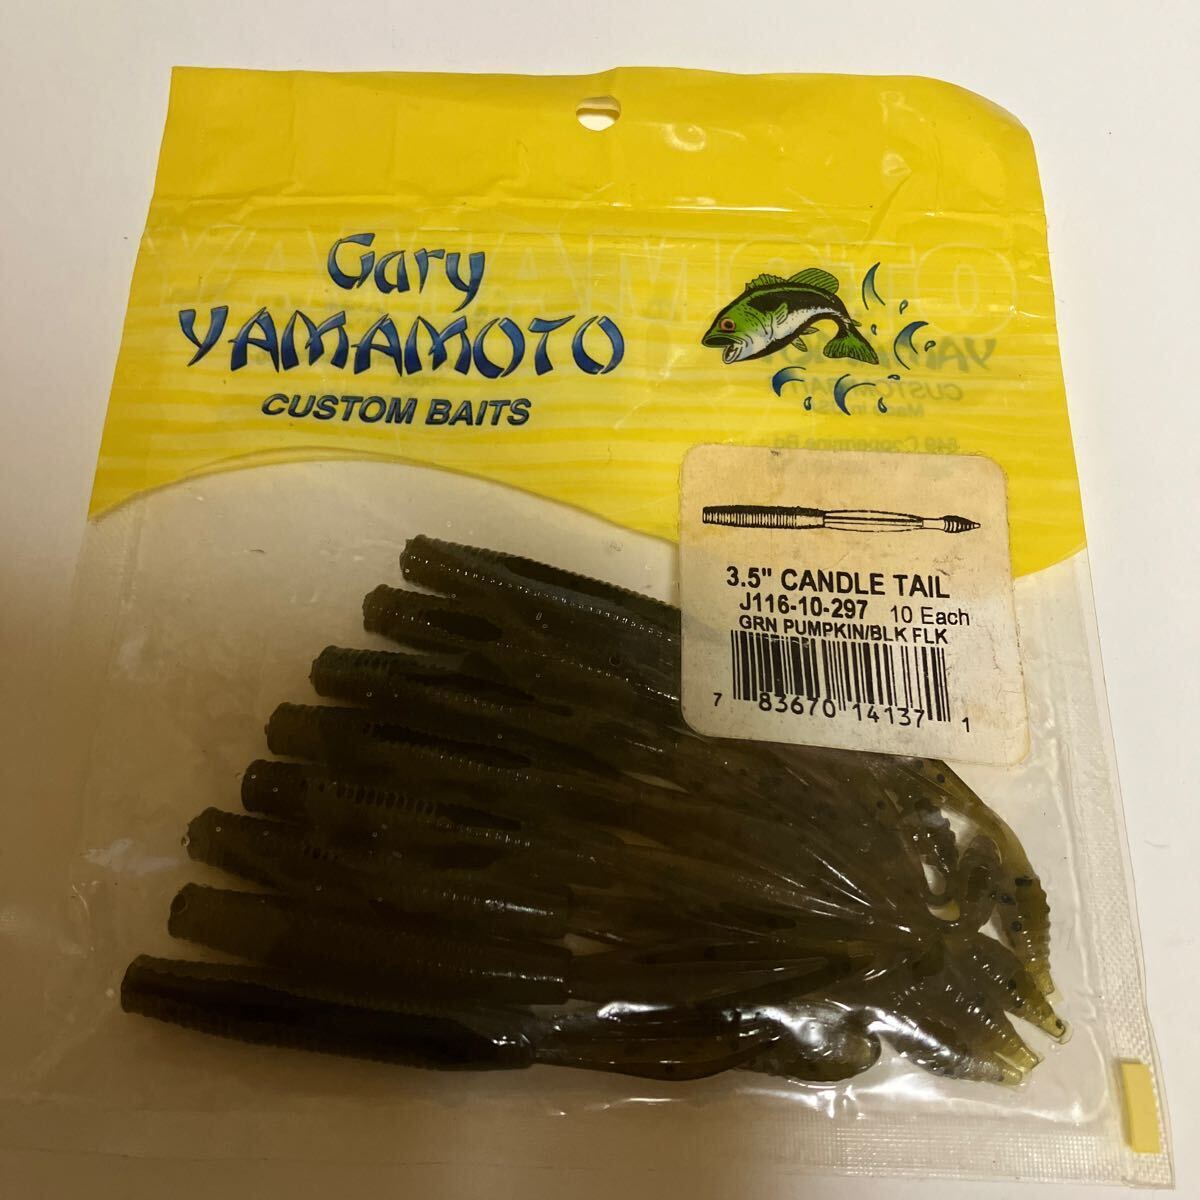 Gary
YAMAMOTO
CUSTOM BAITS
YAMAMOTO
3.5" CANDLE TAIL
J116-10-297 10 Each
GRN PUMPKIN/BLK FLK
7 83670 14137 1